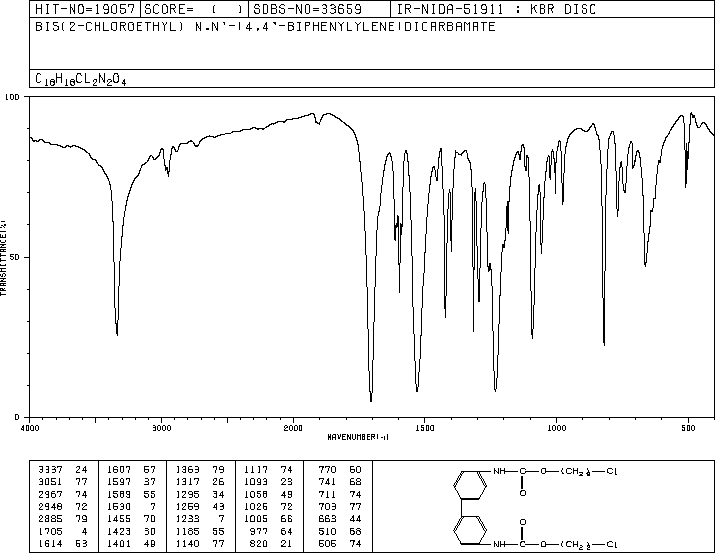 HIT-NO=19057 SCORE= ( ) SDBS-NO=33659 IR-NIDA-51911 : KBR DISC
BIS(2-CHLOROETHYL) N,N'-(4,4'-BIPHENYLYLENE)DICARBAMATE
C18H18CL2N2O4
100
50
0
TRANSMITTANCE(%)
4000 3000 2000 1500 1000 500
WAVENUMBER(-1)
3337 24 1607 57 1363 79 1117 74 770 60
3051 77 1597 37 1317 26 1093 23 741 68
2967 74 1589 55 1295 34 1058 49 711 74
2948 72 1530 7 1259 43 1026 72 709 77
2885 79 1455 70 1233 7 1005 66 663 44
1705 4 1423 30 1185 55 977 64 510 68
1614 53 1401 49 1140 77 820 21 506 74
NH C O (CH2)2 Cl
O
O
NH C O (CH2)2 Cl